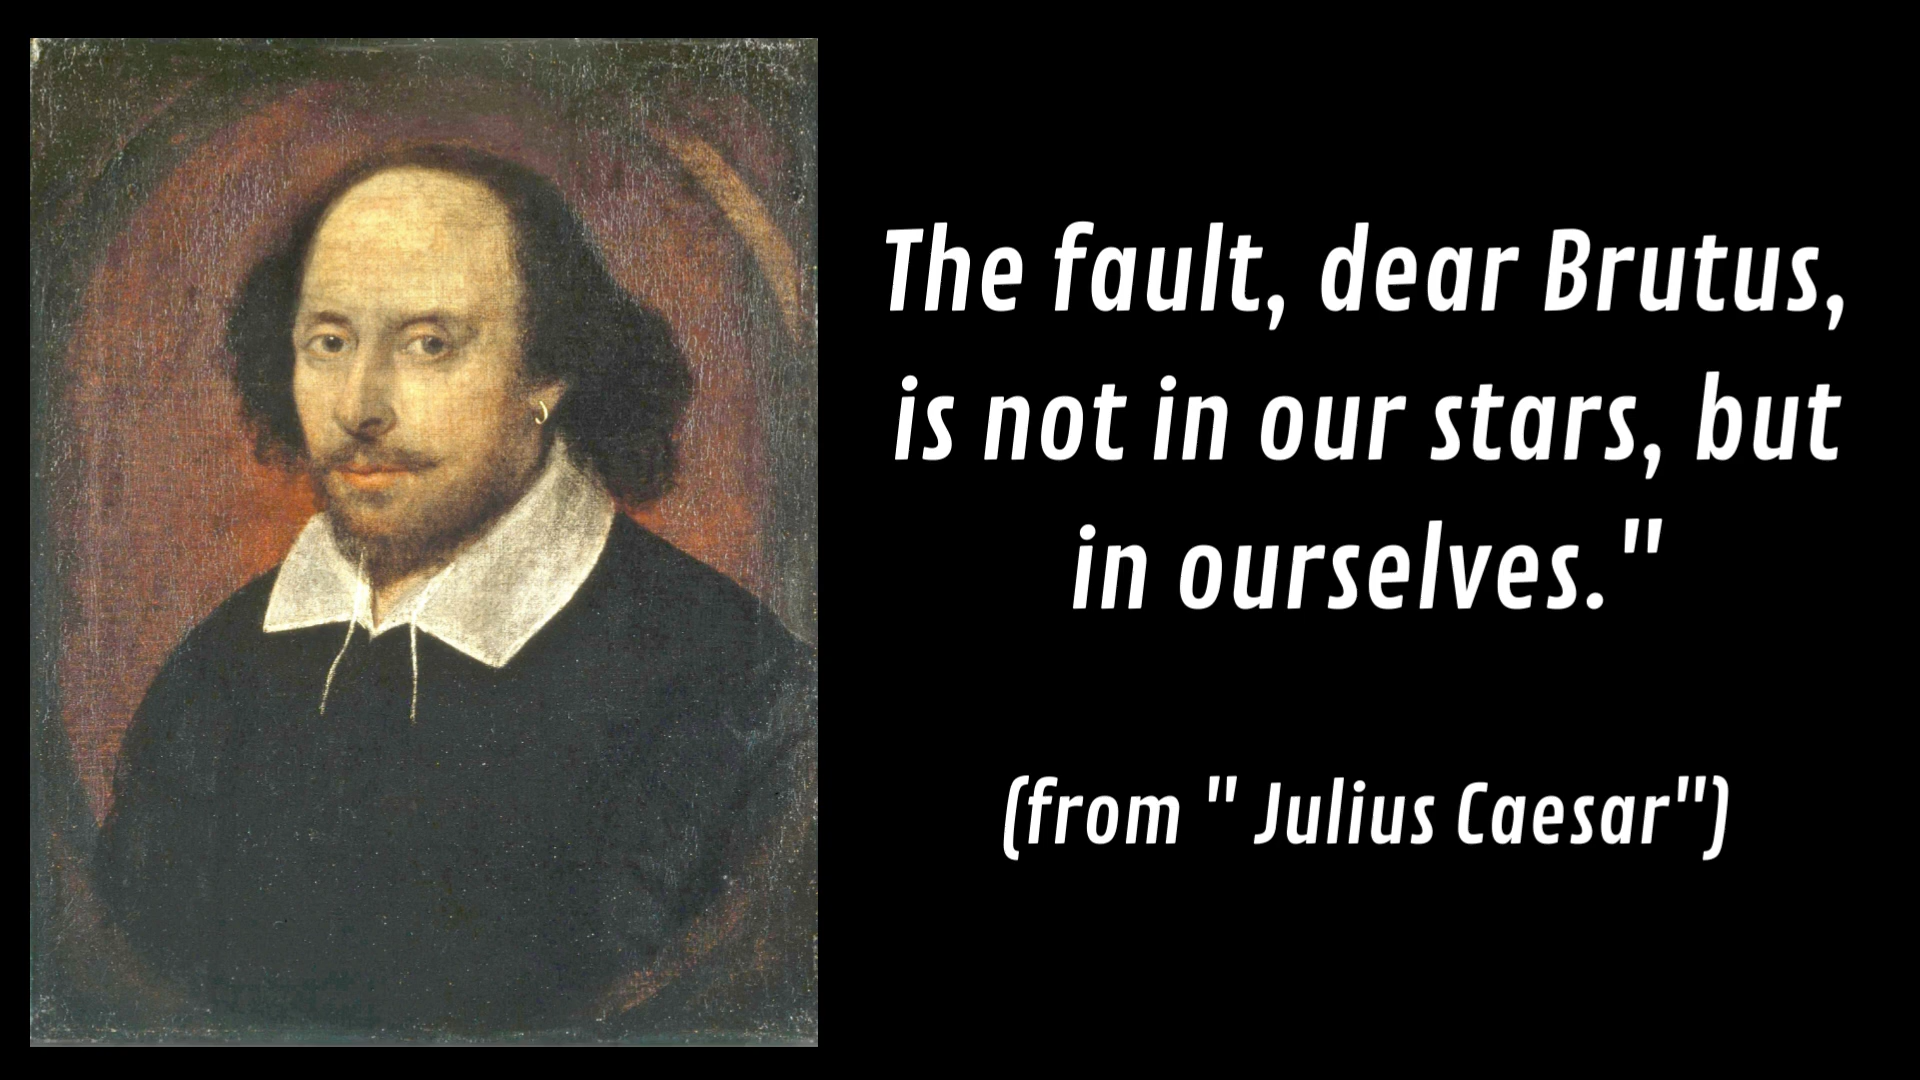 The fault, dear Brutus,
is not in our stars, but
in ourselves."
(from " Julius Caesar")